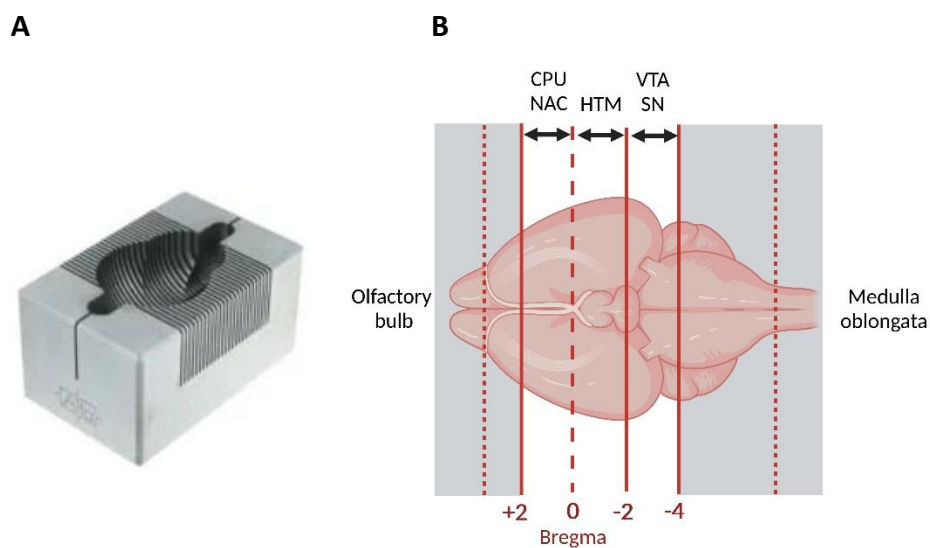 A
B
CPU
NAC
HTM
VTA
SN
Olfactory
bulb
Medulla
oblongata
+2
0
-2
-4
Bregma